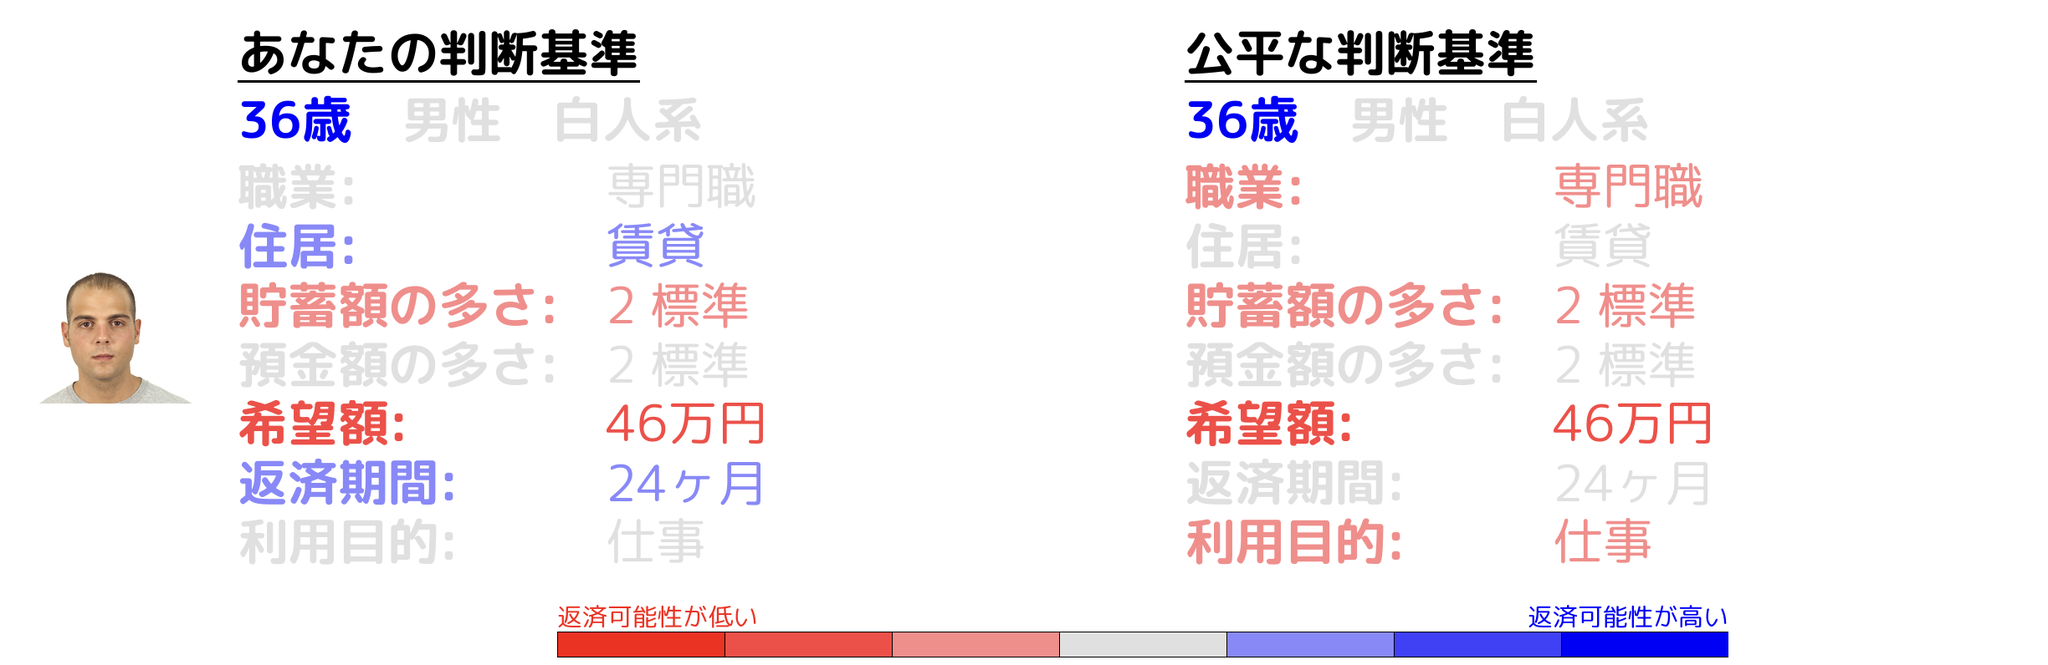 あなたの判断基準
36歳 男性 白人系
職業: 専門職
住居: 賃貸
貯蓄額の多さ: 2 標準
預金額の多さ: 2 標準
希望額: 46万円
返済期間: 24ヶ月
利用目的: 仕事
公平な判断基準
36歳 男性 白人系
職業: 専門職
住居: 賃貸
貯蓄額の多さ: 2 標準
預金額の多さ: 2 標準
希望額: 46万円
返済期間: 24ヶ月
利用目的: 仕事
返済可能性が低い
返済可能性が高い